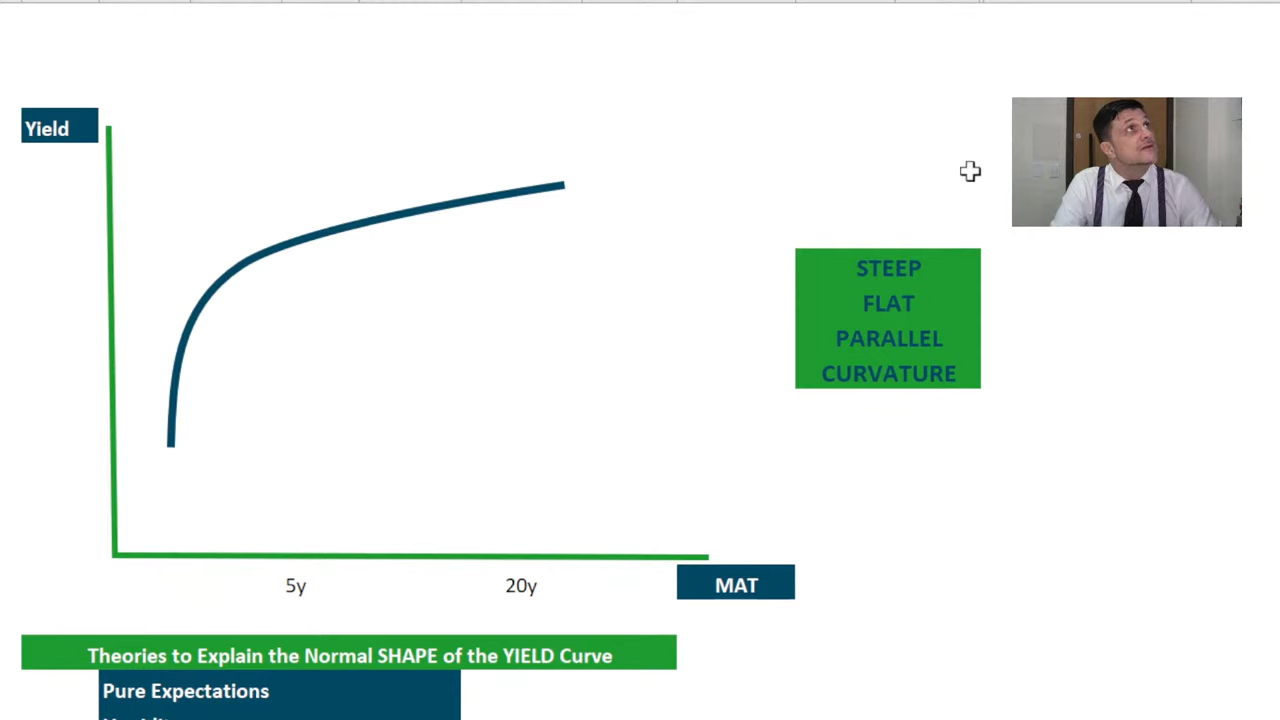 Yield
STEEP
FLAT
PARALLEL
CURVATURE
5y
20y
MAT
Theories to Explain the Normal SHAPE of the YIELD Curve
Pure Expectations